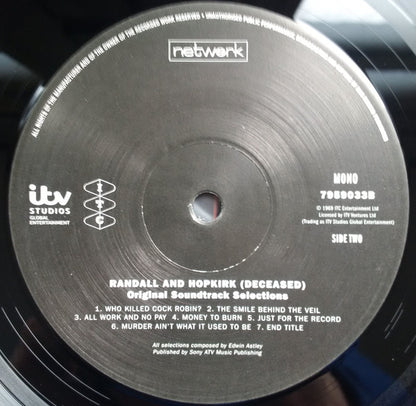 ALL RIGHTS OF THE MANUFACTURER AND OF THE OWNER OF THE RECORDED WORK RESERVED • UNAUTHORISED PUBLIC PERFORMANCE,
network
itv
STUDIOS
GLOBAL
ENTERTAINMENT
I
T
C
MONO
7959033B
© 1969 ITC Entertainment Ltd
Licensed by ITV Ventures Ltd
(Trading as ITV Studios Global Entertainment)
SIDE TWO
RANDALL AND HOPKIRK (DECEASED)
Original Soundtrack Selections
1. WHO KILLED COCK ROBIN? 2. THE SMILE BEHIND THE VEIL
3. ALL WORK AND NO PAY 4. MONEY TO BURN 5. JUST FOR THE RECORD
6. MURDER AIN'T WHAT IT USED TO BE 7. END TITLE
All selections composed by Edwin Astley
Published by Sony ATV Music Publishing